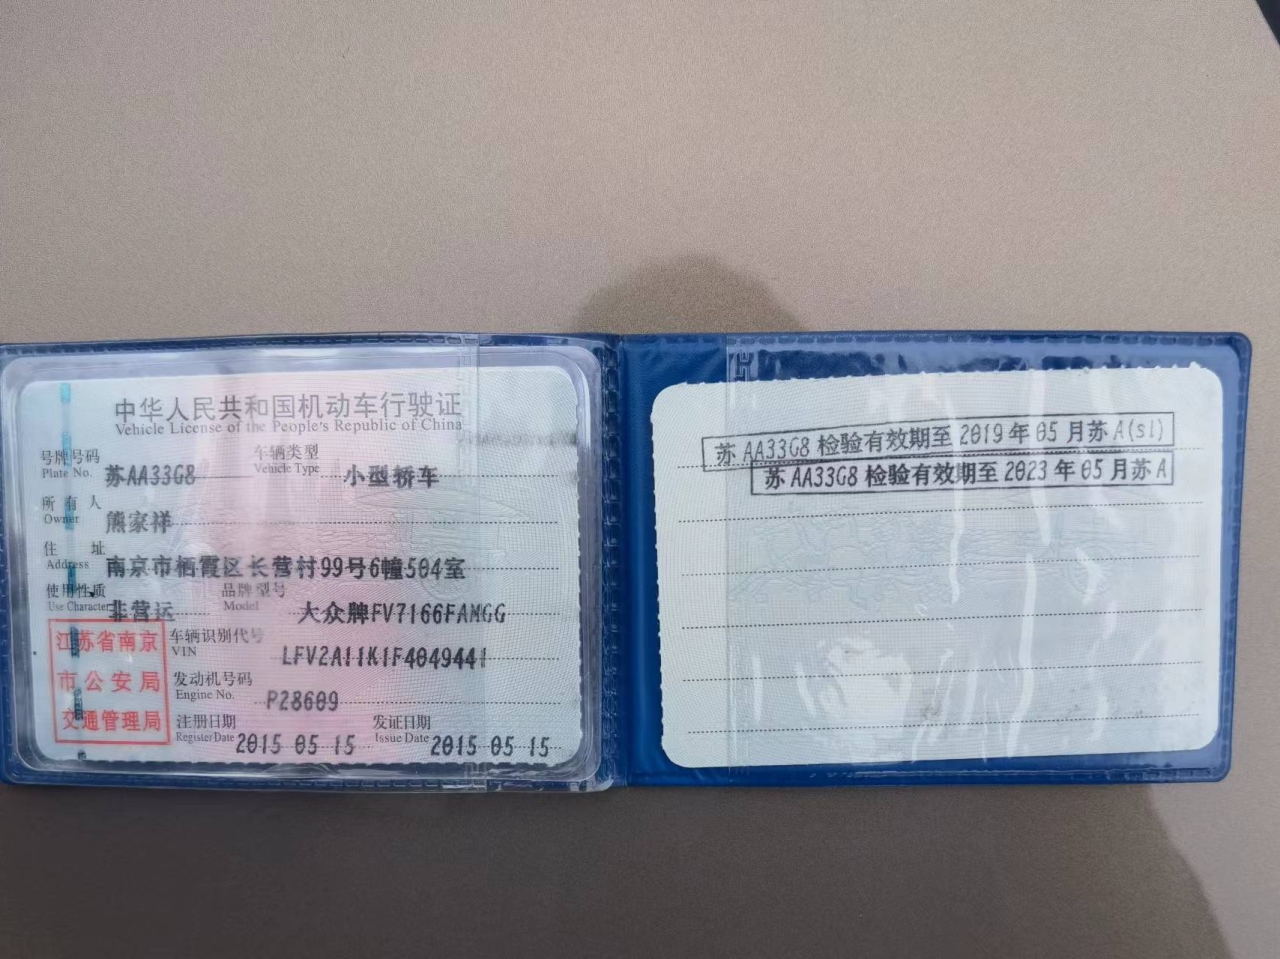 中华人民共和国机动车行驶证
Vehicle License of the People's Republic of China
号牌号码 苏AA33G8 车辆类型 小型轿车
Plate No. Vehicle Type
所有人 熊家祥
Owner
住址 南京市栖霞区长营村99号6幢504室
Address
使用性质 非营运 品牌型号 大众牌FV7166FAMGG
Use Character Model
江苏省南京
市公安局
交通管理局
车辆识别代号 LFV2A11K1F4049441
VIN
发动机号码 P28609
Engine No.
注册日期 2015 05 15 发证日期 2015 05 15
Register Date Issue Date
苏AA33G8 检验有效期至 2019 年 05 月苏A(sl)
苏AA33G8 检验有效期至 2023 年 05 月苏A